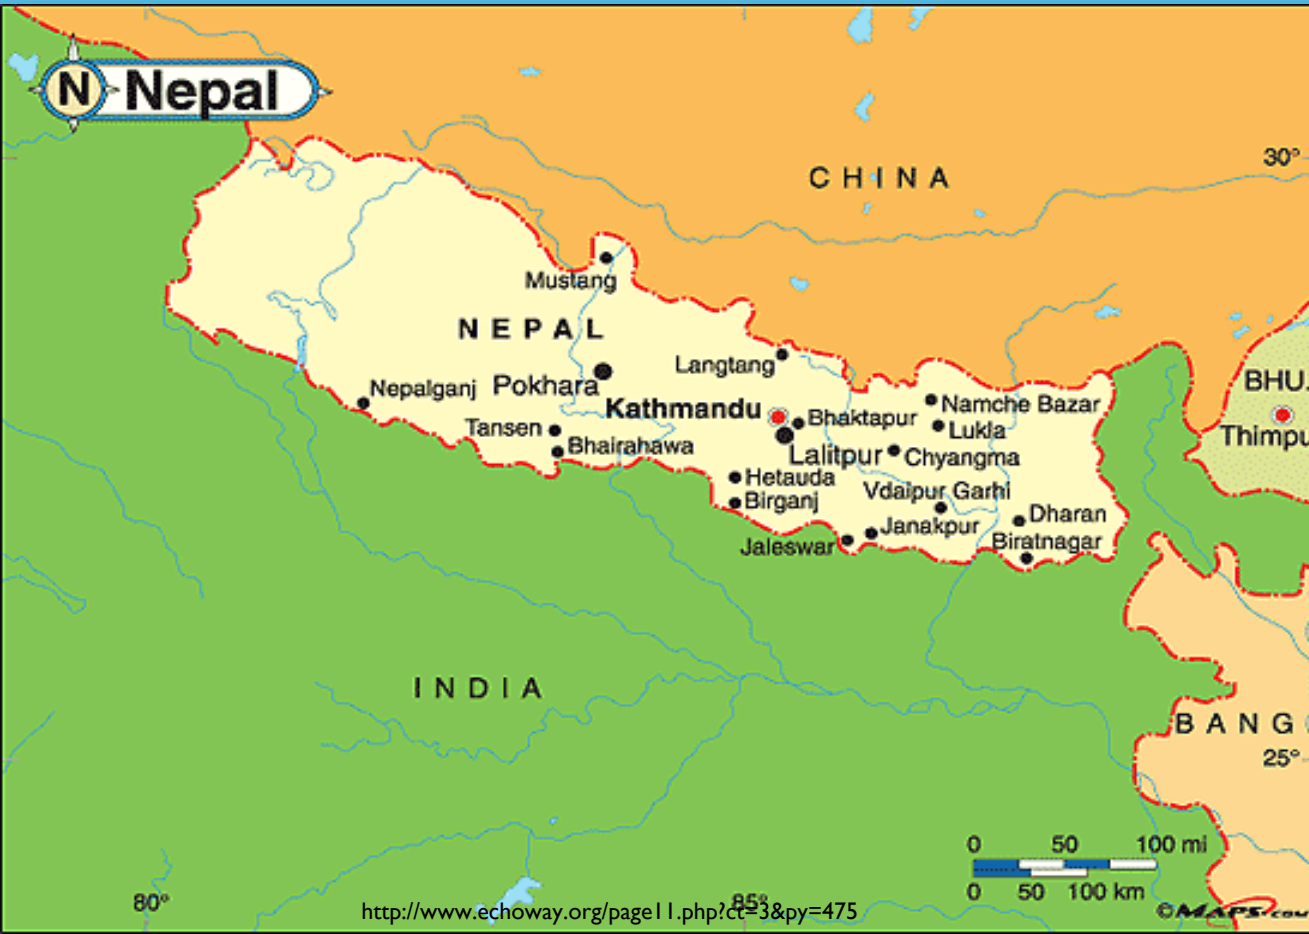 N Nepal
CHINA
30°
Mustang
NEPAL
Langtang
BHU
Nepalganj
Pokhara
Kathmandu
Namche Bazar
Bhaktapur
Thimpu
Tansen
Lukla
Bhairahawa
Lalitpur
Chyangma
Hetauda
Vdaipur Garhi
Birganj
Dharan
Janakpur
Jaleswar
Biratnagar
INDIA
BANG
25°
0 50 100 mi
0 50 100 km
80°
85°
http://www.echoway.org/page11.php?ct=3&py=475
©MAPS.com